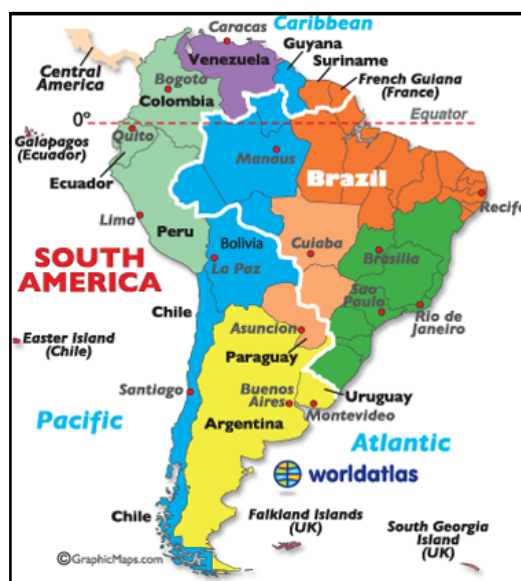 Caracas
Caribbean
Guyana
Venezuela
Suriname
Central
America
Bogota
French Guiana
(France)
Colombia
0°
Equator
Galapagos
(Ecuador)
Quito
Manaus
Ecuador
Brazil
Recife
Lima
Peru
Bolivia
Cuiaba
Brasilia
SOUTH
AMERICA
La Paz
Sao
Paulo
Chile
Rio de
Janeiro
Asuncion
Easter Island
(Chile)
Paraguay
Santiago
Buenos
Aires
Uruguay
Montevideo
Pacific
Argentina
Atlantic
worldatlas
Chile
Falkland Islands
(UK)
South Georgia
Island
(UK)
©GraphicMaps.com